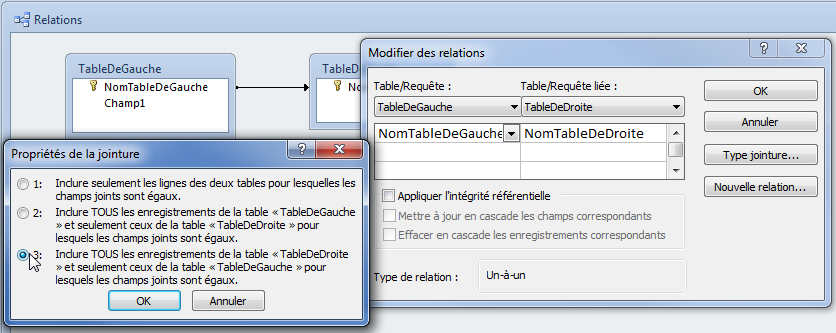 Relations
TableDeGauche
NomTableDeGauche
Champ1
TableD
Modifier des relations
Table/Requête :
Table/Requête liée :
TableDeGauche
TableDeDroite
NomTableDeGauche
NomTableDeDroite
OK
Annuler
Type jointure...
Nouvelle relation...
Appliquer l'intégrité référentielle
Mettre à jour en cascade les champs correspondants
Effacer en cascade les enregistrements correspondants
Type de relation :
Un-à-un
Propriétés de la jointure
1:
Inclure seulement les lignes des deux tables pour lesquelles les
champs joints sont égaux.
2:
Inclure TOUS les enregistrements de la table « TableDeGauche
» et seulement ceux de la table « TableDeDroite » pour
lesquels les champs joints sont égaux.
3:
Inclure TOUS les enregistrements de la table « TableDeDroite
» et seulement ceux de la table « TableDeGauche » pour
lesquels les champs joints sont égaux.
OK
Annuler